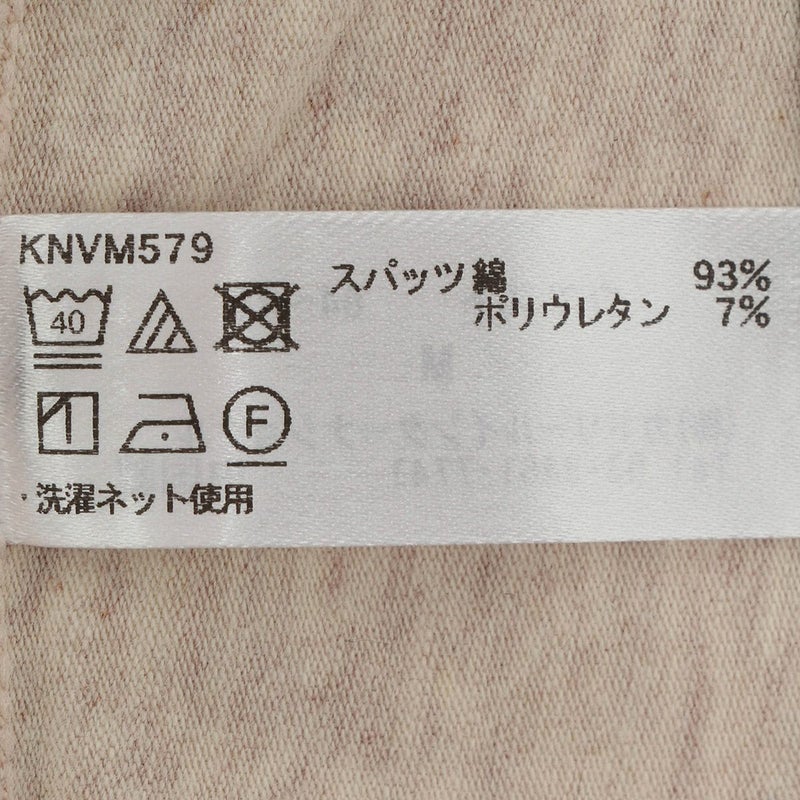 KNVM579
スパッツ 綿 93%
ポリウレタン 7%
40
F
・洗濯ネット使用
M